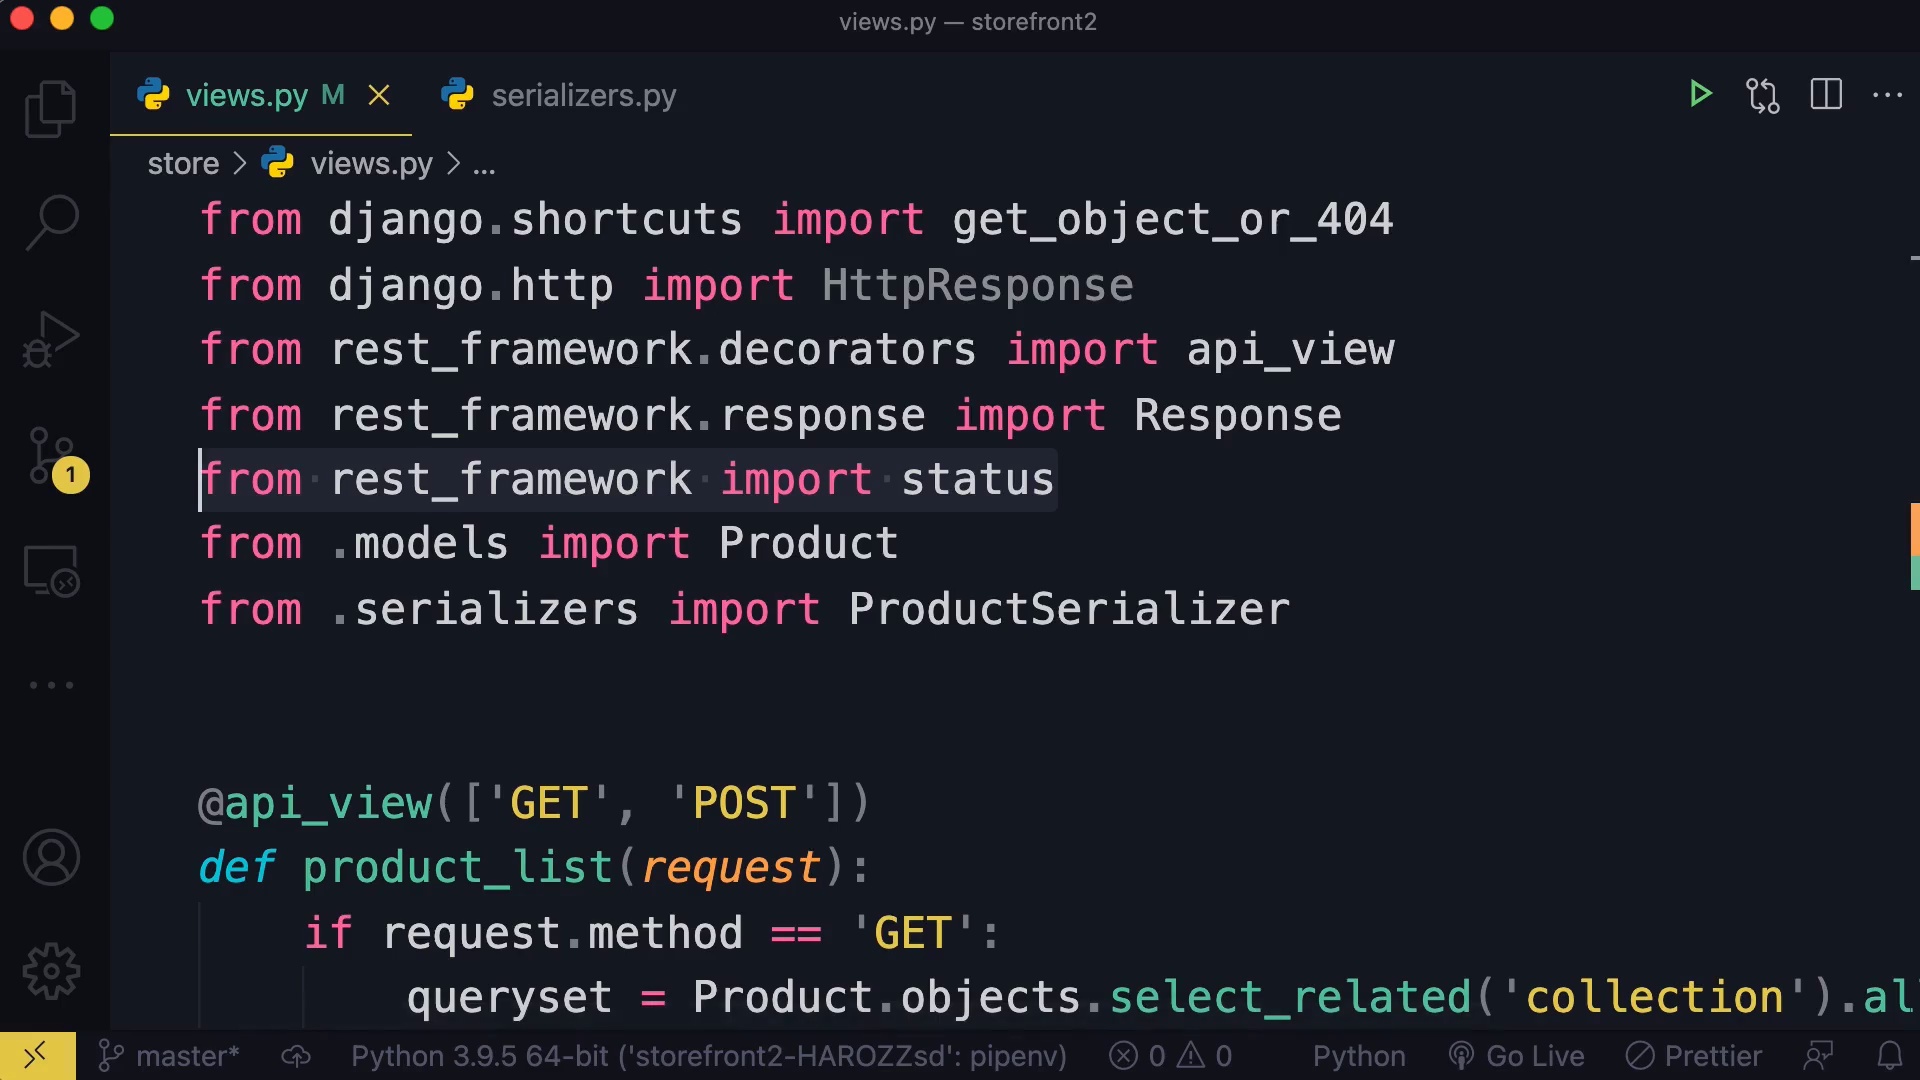 views.py — storefront2
views.py M
serializers.py
store > views.py > ...
from django.shortcuts import get_object_or_404
from django.http import HttpResponse
from rest_framework.decorators import api_view
from rest_framework.response import Response
from rest_framework import status
from .models import Product
from .serializers import ProductSerializer
1
@api_view(['GET', 'POST'])
def product_list(request):
if request.method == 'GET':
queryset = Product.objects.select_related('collection').al
master*
Python 3.9.5 64-bit ('storefront2-HAROZZsd': pipenv)
0
0
Python
Go Live
Prettier